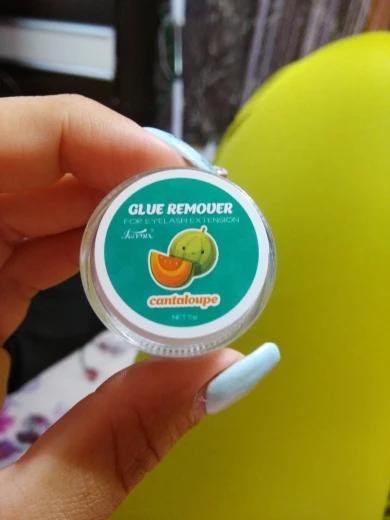 GLUE REMOVER
FOR EYELASH EXTENSION
cantaloupe